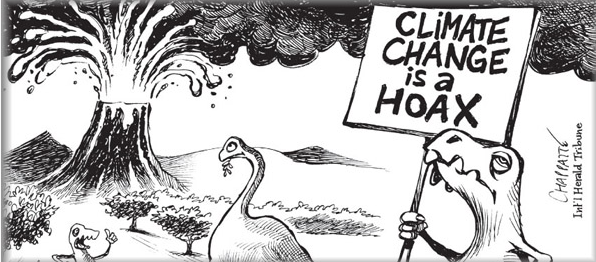 CLiMATE
CHANGE
is a
HOAX
CHAPPATTE
Int'l Herald Tribune